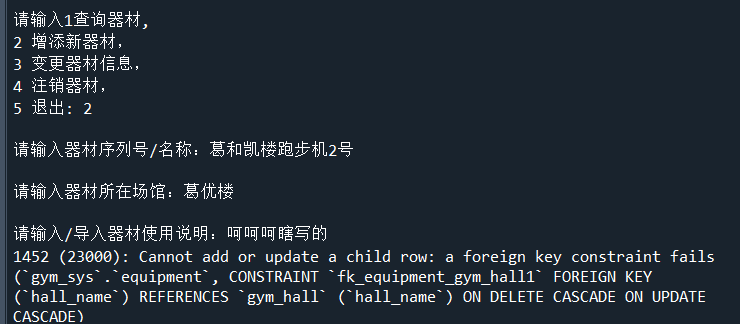 请输入1查询器材,
2 增添新器材，
3 变更器材信息，
4 注销器材，
5 退出: 2
请输入器材序列号/名称：葛和凯楼跑步机2号
请输入器材所在场馆：葛优楼
请输入/导入器材使用说明：呵呵呵瞎写的
1452 (23000): Cannot add or update a child row: a foreign key constraint fails
(`gym_sys`.`equipment`, CONSTRAINT `fk_equipment_gym_hall1` FOREIGN KEY
(`hall_name`) REFERENCES `gym_hall` (`hall_name`) ON DELETE CASCADE ON UPDATE
CASCADE)